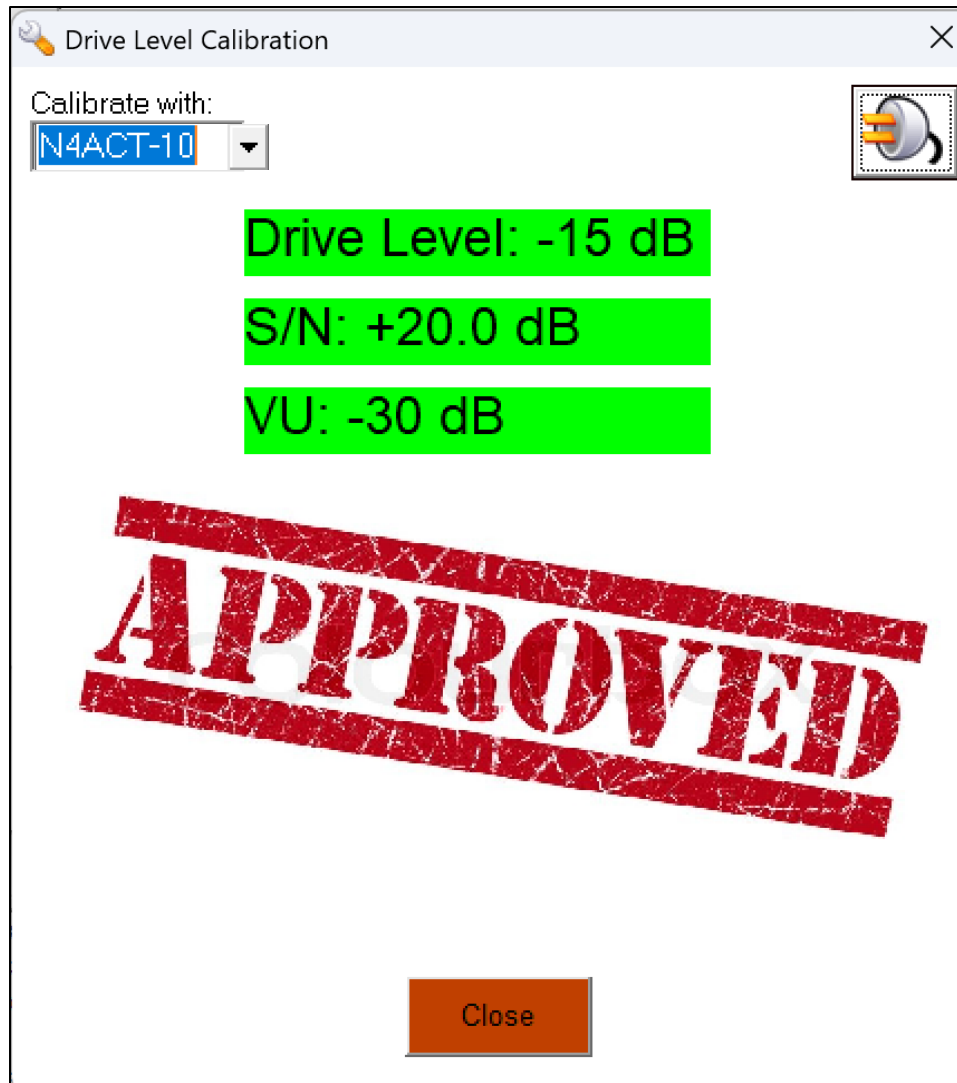 Drive Level Calibration
Calibrate with:
N4ACT-10
Drive Level: -15 dB
S/N: +20.0 dB
VU: -30 dB
APPROVED
Close